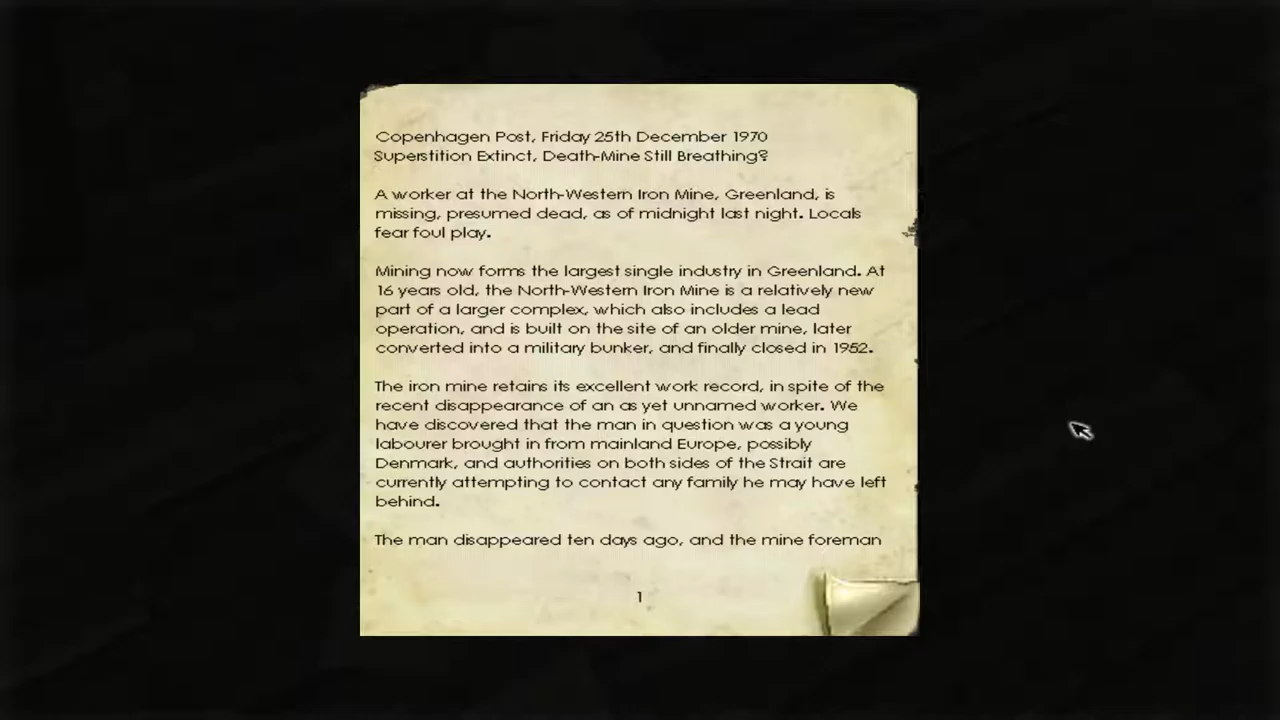 Copenhagen Post, Friday 25th December 1970
Superstition Extinct, Death-Mine Still Breathing?
A worker at the North-Western Iron Mine, Greenland, is
missing, presumed dead, as of midnight last night. Locals
fear foul play.
Mining now forms the largest single industry in Greenland. At
16 years old, the North-Western Iron Mine is a relatively new
part of a larger complex, which also includes a lead
operation, and is built on the site of an older mine, later
converted into a military bunker, and finally closed in 1952.
The iron mine retains its excellent work record, in spite of the
recent disappearance of an as yet unnamed worker. We
have discovered that the man in question was a young
labourer brought in from mainland Europe, possibly
Denmark, and authorities on both sides of the Strait are
currently attempting to contact any family he may have left
behind.
The man disappeared ten days ago, and the mine foreman
1